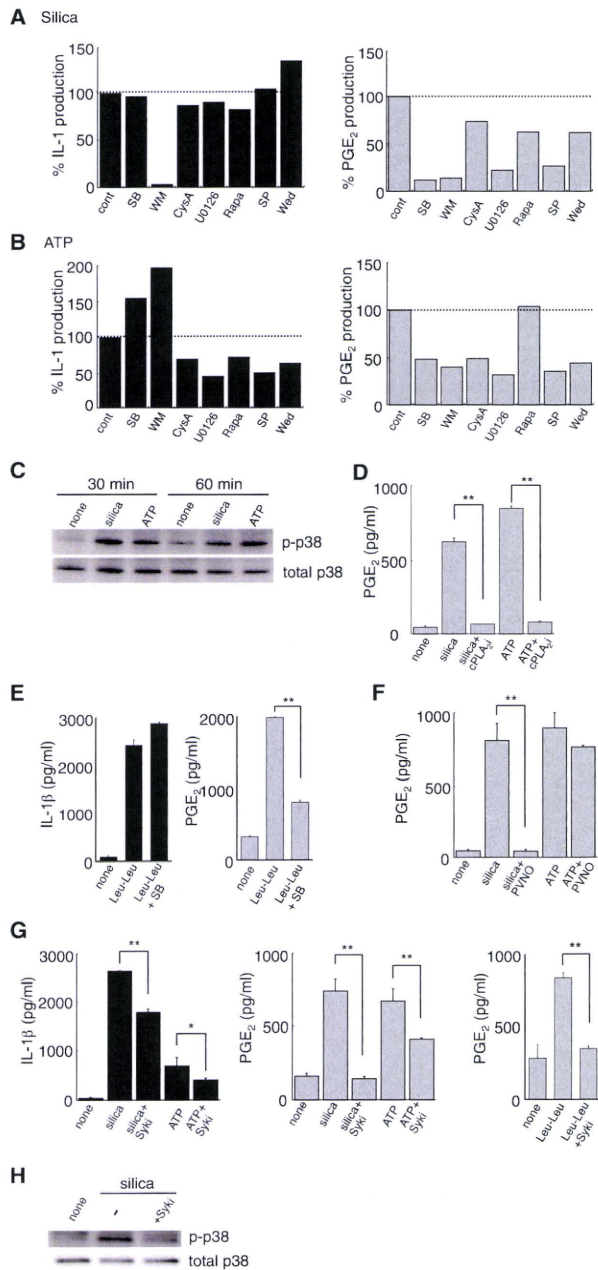 A Silica
% IL-1 production
150
100
50
0
cont SB WM CysA U0126 Rapa SP Wed
% PGE2 production
150
100
50
0
cont SB WM CysA U0126 Rapa SP Wed
B ATP
% IL-1 production
200
150
100
50
0
cont SB WM CysA U0126 Rapa SP Wed
% PGE2 production
150
100
50
0
cont SB WM CysA U0126 Rapa SP Wed
C
30 min 60 min
none silica ATP none silica ATP
p-p38
total p38
D
PGE2 (pg/ml)
1000
500
0
** **
none silica silica+ cPLA2i ATP ATP+ cPLA2i
E
IL-1β (pg/ml)
3000
2000
1000
0
none Leu-Leu Leu-Leu + SB
PGE2 (pg/ml)
2000
1000
0
**
none Leu-Leu Leu-Leu + SB
F
PGE2 (pg/ml)
1000
500
0
**
none silica silica+ PVNO ATP ATP+ PVNO
G
IL-1β (pg/ml)
3000
2000
1000
0
** *
none silica silica+ Syki ATP ATP+ Syki
PGE2 (pg/ml)
1000
500
0
** **
none silica silica+ Syki ATP ATP+ Syki
PGE2 (pg/ml)
1000
500
0
**
none Leu-Leu Leu-Leu +Syki
H
silica
none - +Syki
p-p38
total p38